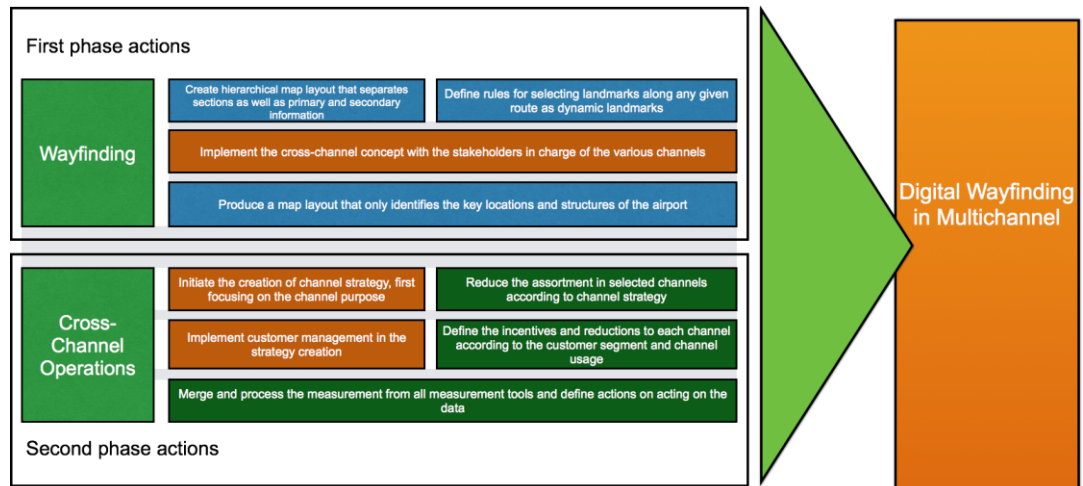 First phase actions
Wayfinding
Create hierarchical map layout that separates
sections as well as primary and secondary
information
Define rules for selecting landmarks along any given
route as dynamic landmarks
Implement the cross-channel concept with the stakeholders in charge of the various channels
Produce a map layout that only identifies the key locations and structures of the airport
Cross-
Channel
Operations
Initiate the creation of channel strategy, first
focusing on the channel purpose
Reduce the assortment in selected channels
according to channel strategy
Implement customer management in the
strategy creation
Define the incentives and reductions to each channel
according to the customer segment and channel
usage
Merge and process the measurement from all measurement tools and define actions on acting on the
data
Second phase actions
Digital Wayfinding
in Multichannel